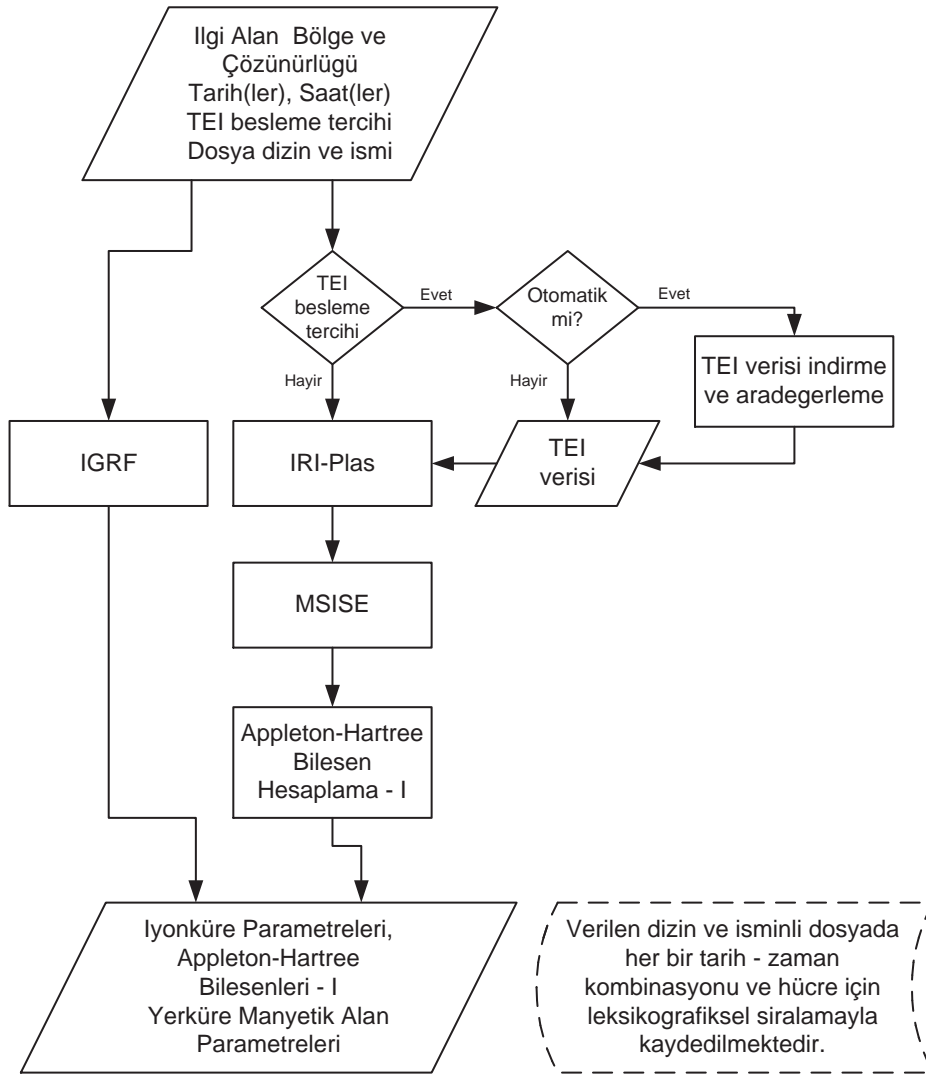 Ilgi Alan Bölge ve
Çözünürlügü
Tarih(ler), Saat(ler)
TEI besleme tercihi
Dosya dizin ve ismi
TEI
besleme
tercihi
Evet
Otomatik
mi?
Evet
Hayir
Hayir
TEI verisi indirme
ve aradegerleme
IGRF
IRI-Plas
TEI
verisi
MSISE
Appleton-Hartree
Bilesen
Hesaplama - I
Iyonküre Parametreleri,
Appleton-Hartree
Bilesenleri - I
Yerküre Manyetik Alan
Parametreleri
Verilen dizin ve isminli dosyada
her bir tarih - zaman
kombinasyonu ve hücre için
leksikografiksel siralamayla
kaydedilmektedir.